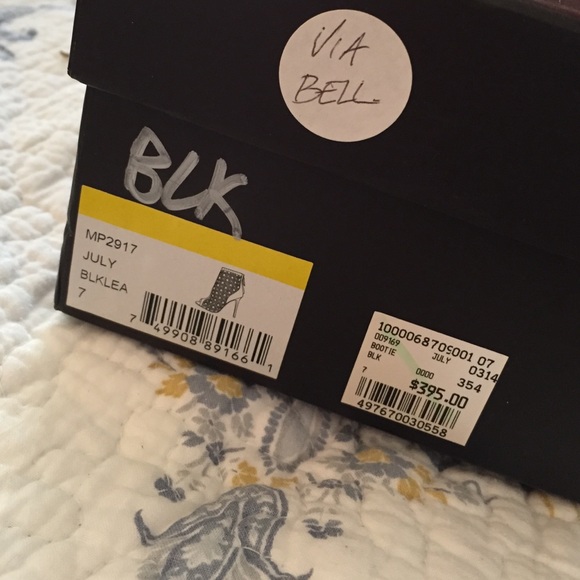 VIA
BELL
BLK
MP2917
JULY
BLKLEA
7
7 49908 89166 1
1000068709001 07
009169 JULY 0314
BOOTIE 354
BLK 0000
7 $395.00
497670030558